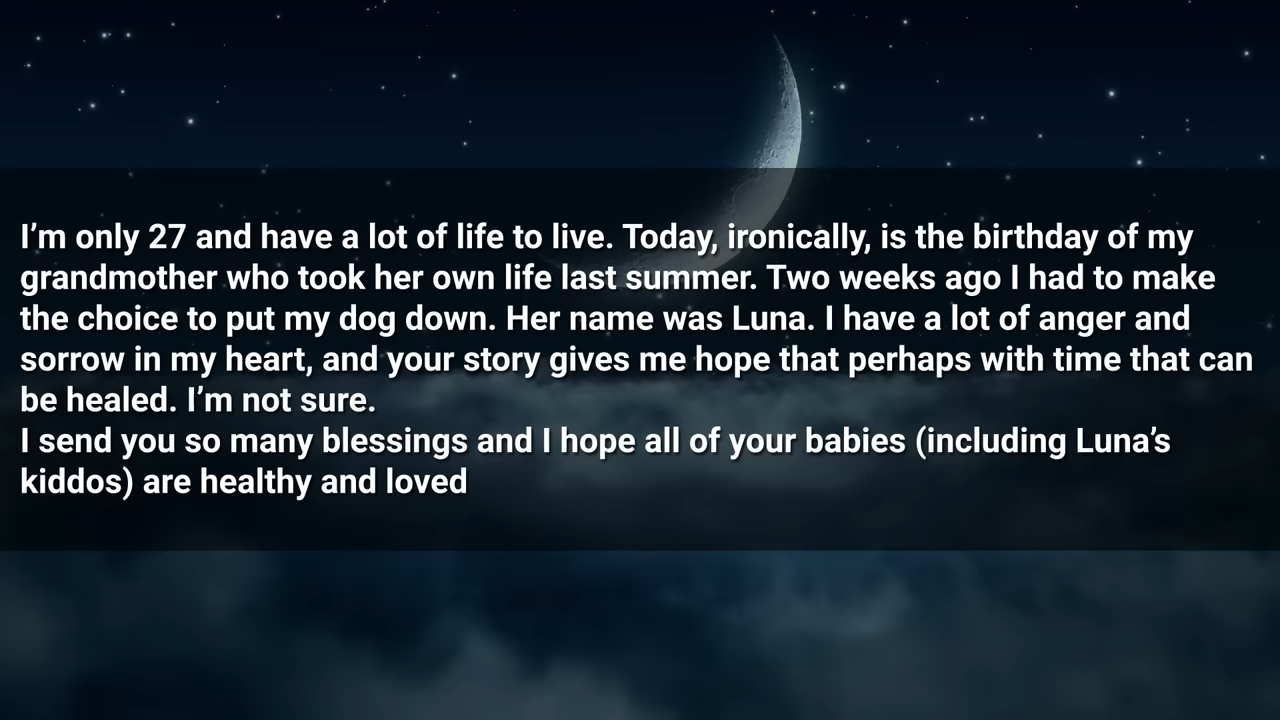 I’m only 27 and have a lot of life to live. Today, ironically, is the birthday of my
grandmother who took her own life last summer. Two weeks ago I had to make
the choice to put my dog down. Her name was Luna. I have a lot of anger and
sorrow in my heart, and your story gives me hope that perhaps with time that can
be healed. I’m not sure.
I send you so many blessings and I hope all of your babies (including Luna’s
kiddos) are healthy and loved